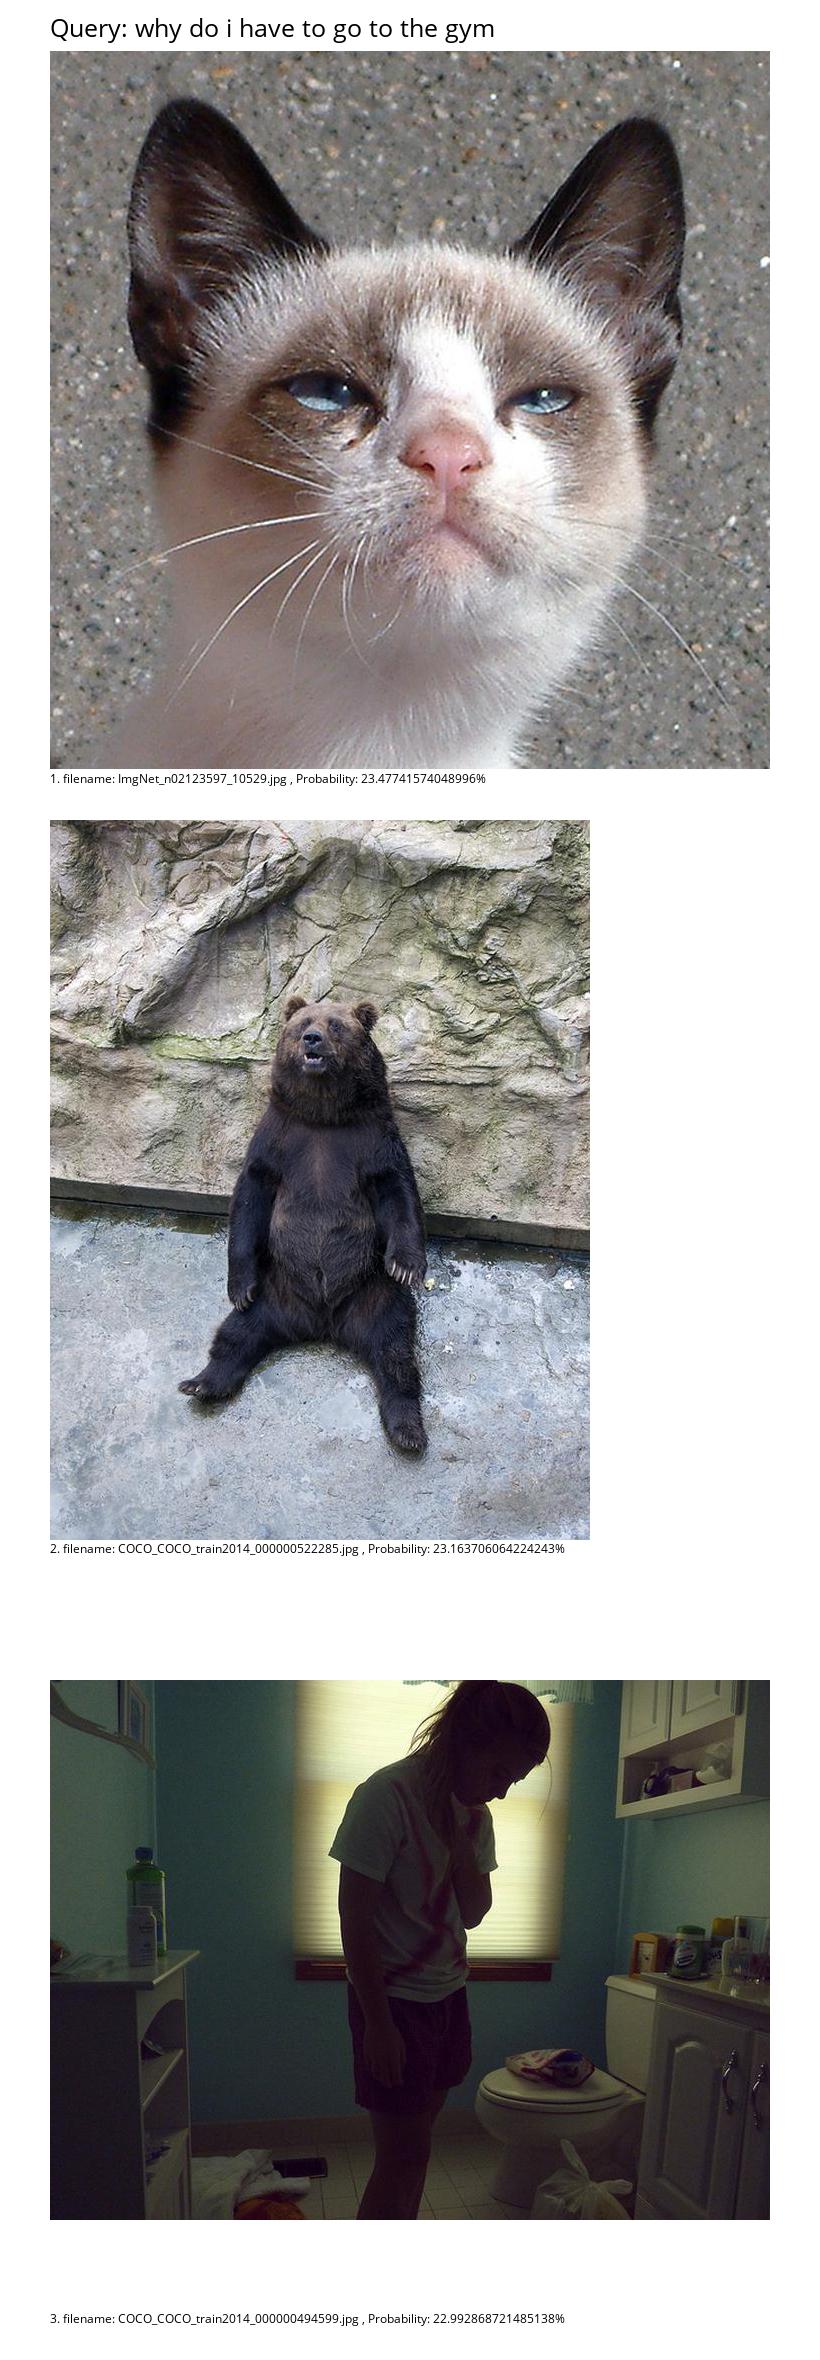 Query: why do i have to go to the gym
1. filename: ImgNet_n02123597_10529.jpg , Probability: 23.47741574048996%
2. filename: COCO_COCO_train2014_000000522285.jpg , Probability: 23.163706064224243%
3. filename: COCO_COCO_train2014_000000494599.jpg , Probability: 22.992868721485138%